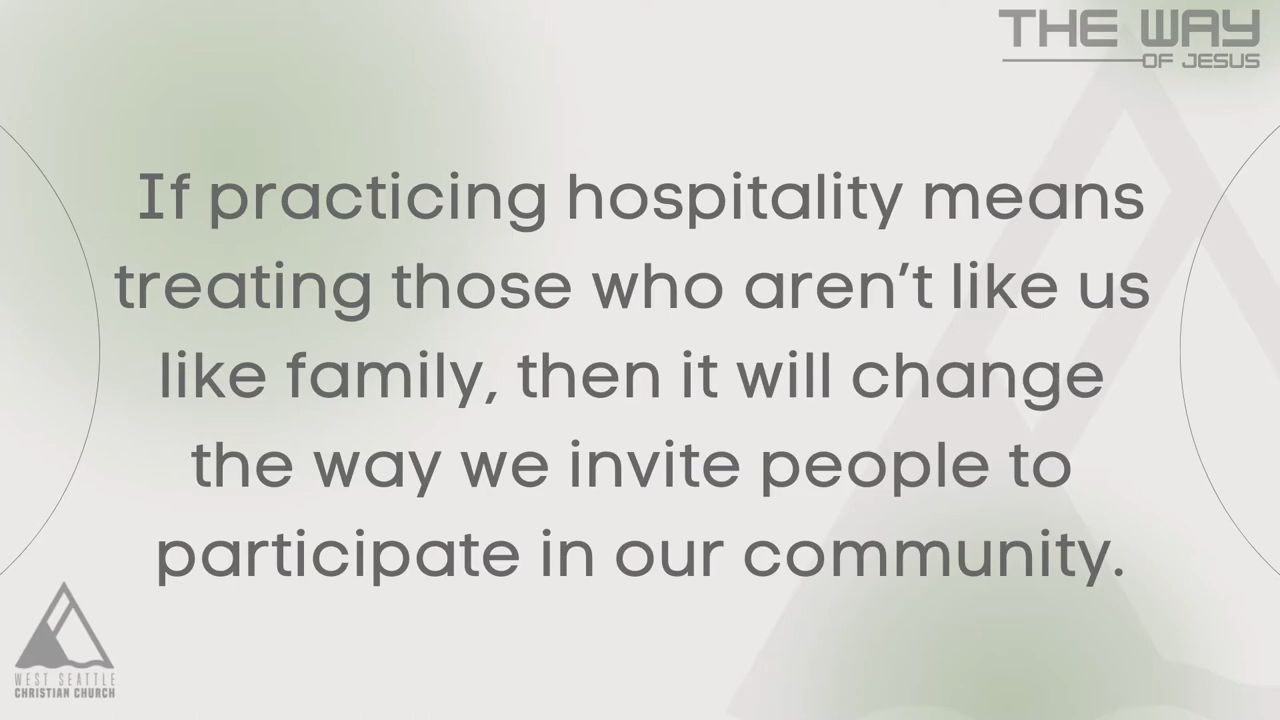 THE WAY
OF JESUS
If practicing hospitality means
treating those who aren’t like us
like family, then it will change
the way we invite people to
participate in our community.
WEST SEATTLE
CHRISTIAN CHURCH